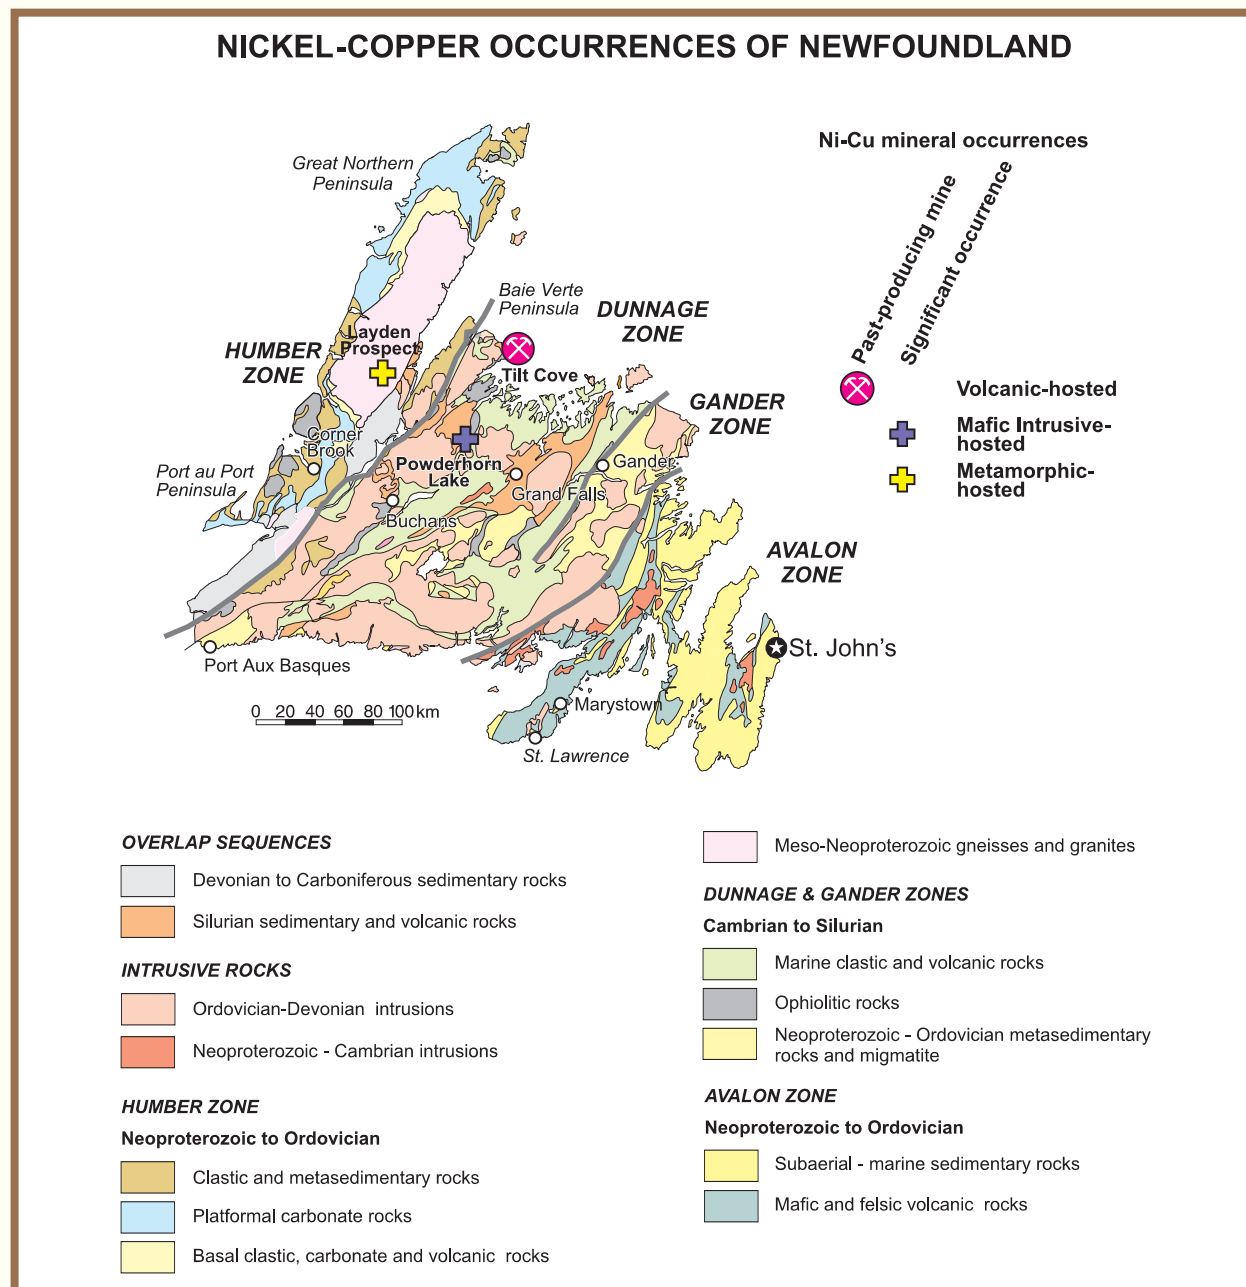 NICKEL-COPPER OCCURRENCES OF NEWFOUNDLAND
Ni-Cu mineral occurrences
Past-producing mine
Significant occurrence
Volcanic-hosted
Mafic Intrusive-
hosted
Metamorphic-
hosted
Great Northern
Peninsula
Baie Verte
Peninsula
DUNNAGE
ZONE
Layden
Prospect
HUMBER
ZONE
Tilt Cove
GANDER
ZONE
Corner
Brook
Port au Port
Peninsula
Powderhorn
Lake
Gander
Grand Falls
Buchans
AVALON
ZONE
St. John's
Port Aux Basques
Marystown
0 20 40 60 80 100 km
St. Lawrence
OVERLAP SEQUENCES
Devonian to Carboniferous sedimentary rocks
Silurian sedimentary and volcanic rocks
INTRUSIVE ROCKS
Ordovician-Devonian intrusions
Neoproterozoic - Cambrian intrusions
HUMBER ZONE
Neoproterozoic to Ordovician
Clastic and metasedimentary rocks
Platformal carbonate rocks
Basal clastic, carbonate and volcanic rocks
Meso-Neoproterozoic gneisses and granites
DUNNAGE & GANDER ZONES
Cambrian to Silurian
Marine clastic and volcanic rocks
Ophiolitic rocks
Neoproterozoic - Ordovician metasedimentary
rocks and migmatite
AVALON ZONE
Neoproterozoic to Ordovician
Subaerial - marine sedimentary rocks
Mafic and felsic volcanic rocks